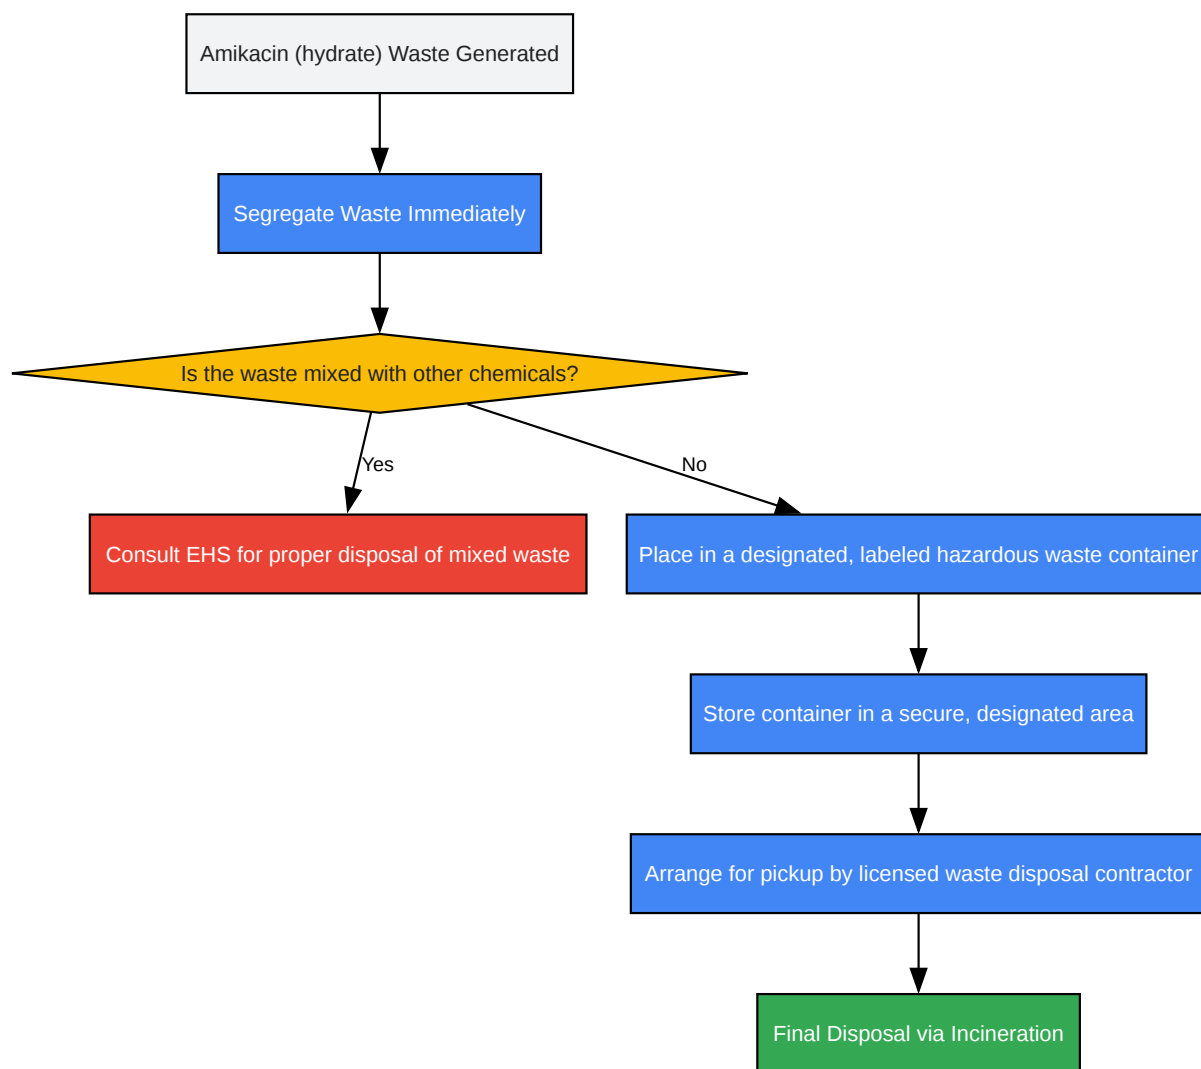 Amikacin (hydrate) Waste Generated
Segregate Waste Immediately
Is the waste mixed with other chemicals?
Yes
No
Consult EHS for proper disposal of mixed waste
Place in a designated, labeled hazardous waste container
Store container in a secure, designated area
Arrange for pickup by licensed waste disposal contractor
Final Disposal via Incineration